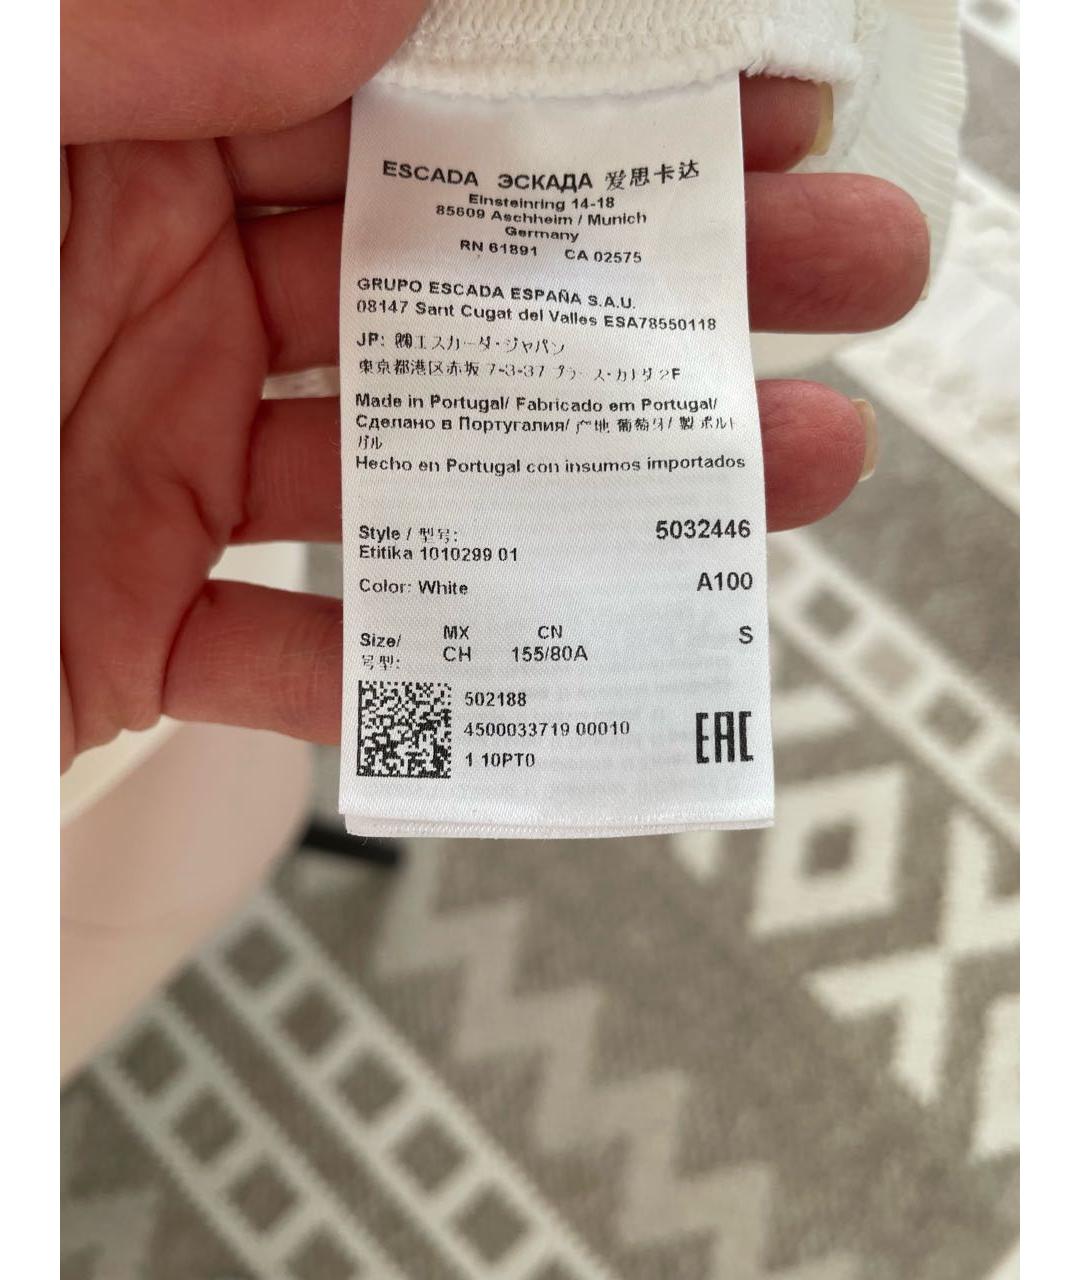 ESCADA ЭСКАДА 爱思卡达
Einsteinring 14-18
85609 Aschheim / Munich
Germany
RN 61891 CA 02575
GRUPO ESCADA ESPAÑA S.A.U.
08147 Sant Cugat del Valles ESA78550118
JP: ㈱エスカーダ・ジャパン
東京都港区赤坂 7-3-37 2F
Made in Portugal/ Fabricado em Portugal/
Сделано в Португалия/ 产地 葡萄牙/ 製 ポルト
ガル
Hecho en Portugal con insumos importados
Style / 型号: 5032446
Etitika 1010299 01
Color: White A100
Size/ MX CN S
号型: CH 155/80A
502188
4500033719 00010
1 10PT0
EAC